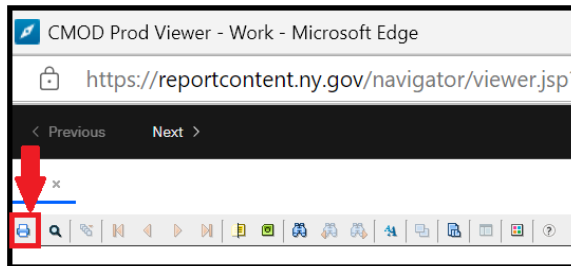 CMOD Prod Viewer - Work - Microsoft Edge
https://reportcontent.ny.gov/navigator/viewer.jsp?
< Previous Next >
×